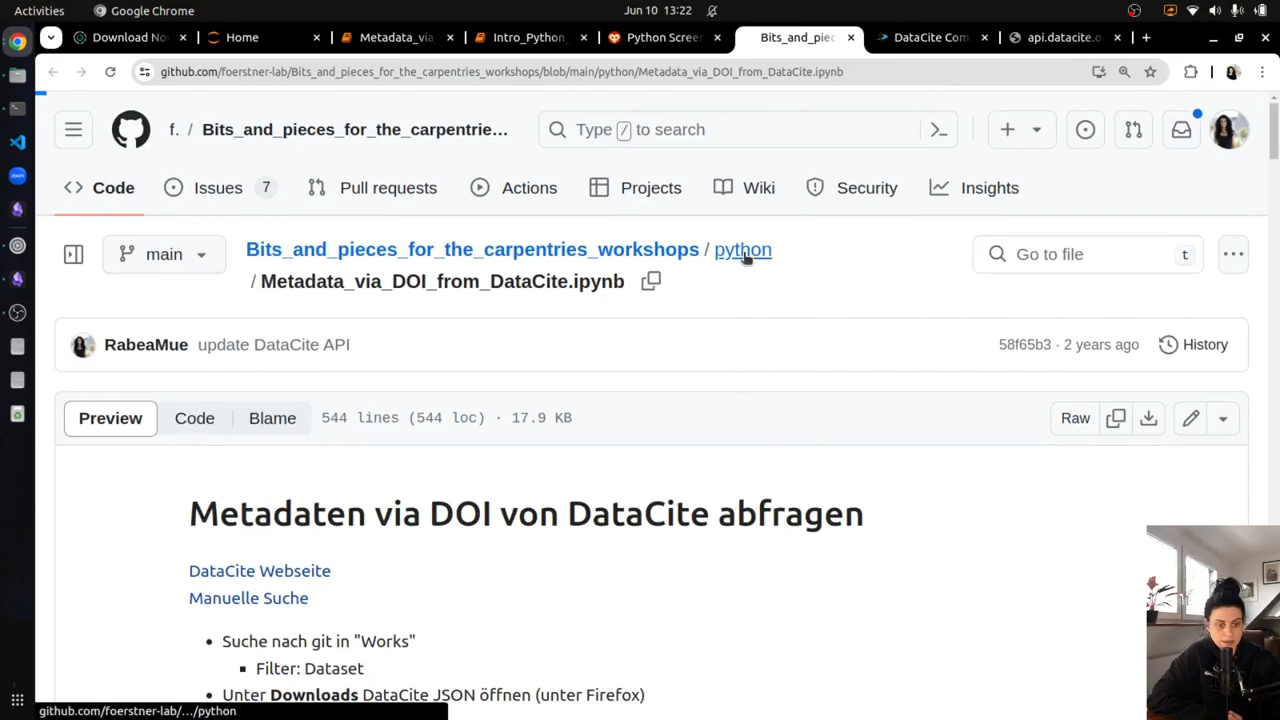 Activities
Google Chrome
Jun 10 13:22
Download No
Home
Metadata_via
Intro_Python_
Python Scree
Bits_and_piec
DataCite Com
api.datacite.o
github.com/foerstner-lab/Bits_and_pieces_for_the_carpentries_workshops/blob/main/python/Metadata_via_DOI_from_DataCite.ipynb
f. / Bits_and_pieces_for_the_carpentrie...
Type / to search
Code
Issues 7
Pull requests
Actions
Projects
Wiki
Security
Insights
main
Bits_and_pieces_for_the_carpentries_workshops / python
/ Metadata_via_DOI_from_DataCite.ipynb
Go to file t
RabeaMue update DataCite API
58f65b3 · 2 years ago
History
Preview
Code
Blame
544 lines (544 loc) · 17.9 KB
Raw
Metadaten via DOI von DataCite abfragen
DataCite Webseite
Manuelle Suche
• Suche nach git in "Works"
▪ Filter: Dataset
• Unter Downloads DataCite JSON öffnen (unter Firefox)
github.com/foerstner-lab/.../python
zoom